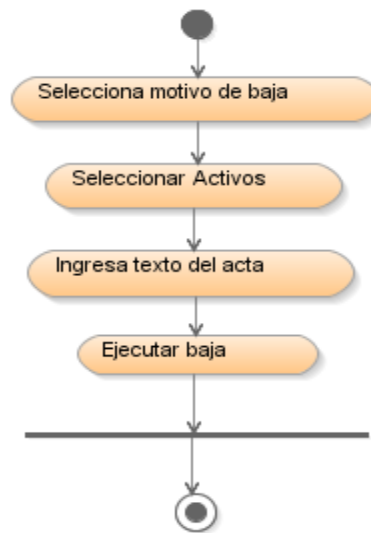 Selecciona motivo de baja
Seleccionar Activos
Ingresa texto del acta
Ejecutar baja